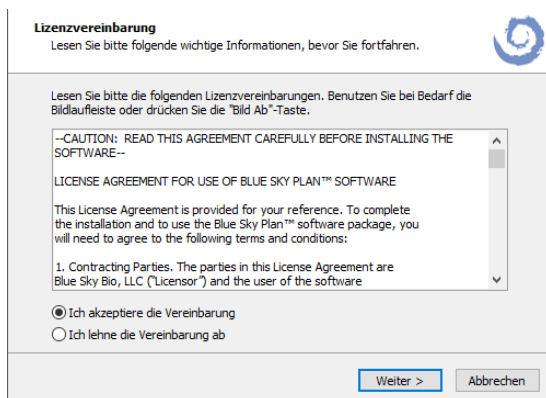 Lizenzvereinbarung
Lesen Sie bitte folgende wichtige Informationen, bevor Sie fortfahren.
Lesen Sie bitte die folgenden Lizenzvereinbarungen. Benutzen Sie bei Bedarf die
Bildlaufleiste oder drücken Sie die "Bild Ab"-Taste.
--CAUTION: READ THIS AGREEMENT CAREFULLY BEFORE INSTALLING THE
SOFTWARE--
LICENSE AGREEMENT FOR USE OF BLUE SKY PLAN™ SOFTWARE
This License Agreement is provided for your reference. To complete
the installation and to use the Blue Sky Plan™ software package, you
will need to agree to the following terms and conditions:
1. Contracting Parties. The parties in this License Agreement are
Blue Sky Bio, LLC ("Licensor") and the user of the software
Ich akzeptiere die Vereinbarung
Ich lehne die Vereinbarung ab
Weiter > Abbrechen